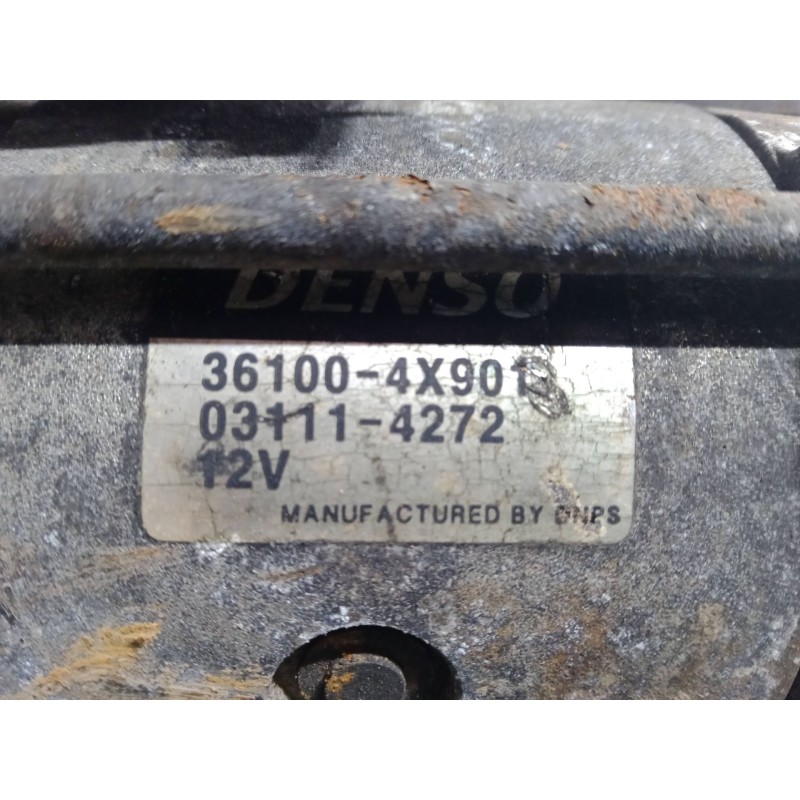 DENSO
36100-4X901
03111-4272
12V
MANUFACTURED BY DNPS